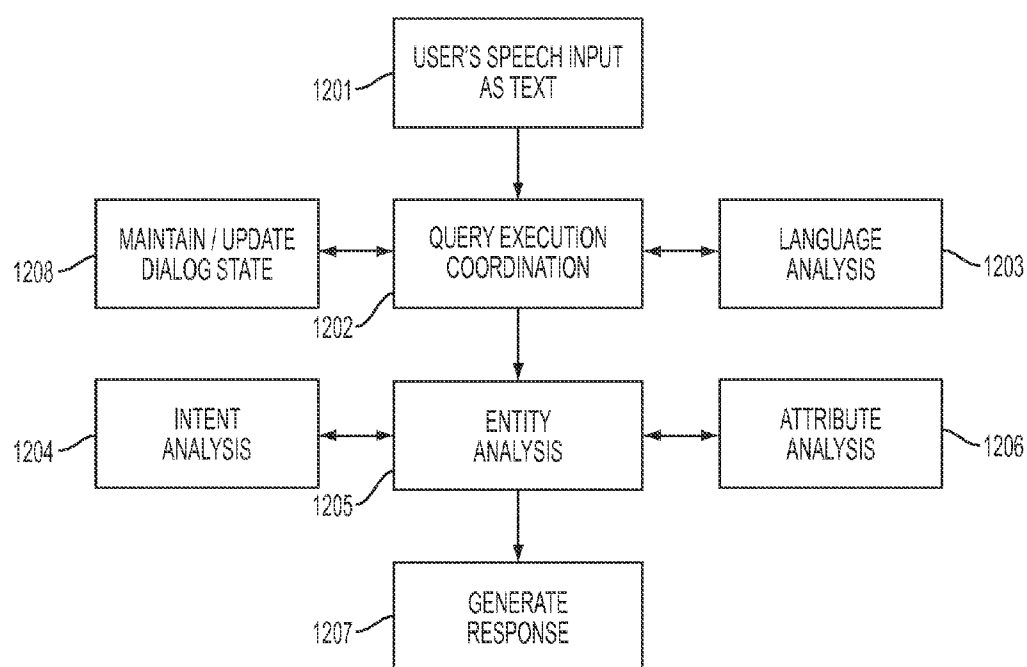 USER'S SPEECH INPUT
AS TEXT
1201
MAINTAIN / UPDATE
DIALOG STATE
1208
QUERY EXECUTION
COORDINATION
1202
LANGUAGE
ANALYSIS
1203
INTENT
ANALYSIS
1204
ENTITY
ANALYSIS
1205
ATTRIBUTE
ANALYSIS
1206
GENERATE
RESPONSE
1207